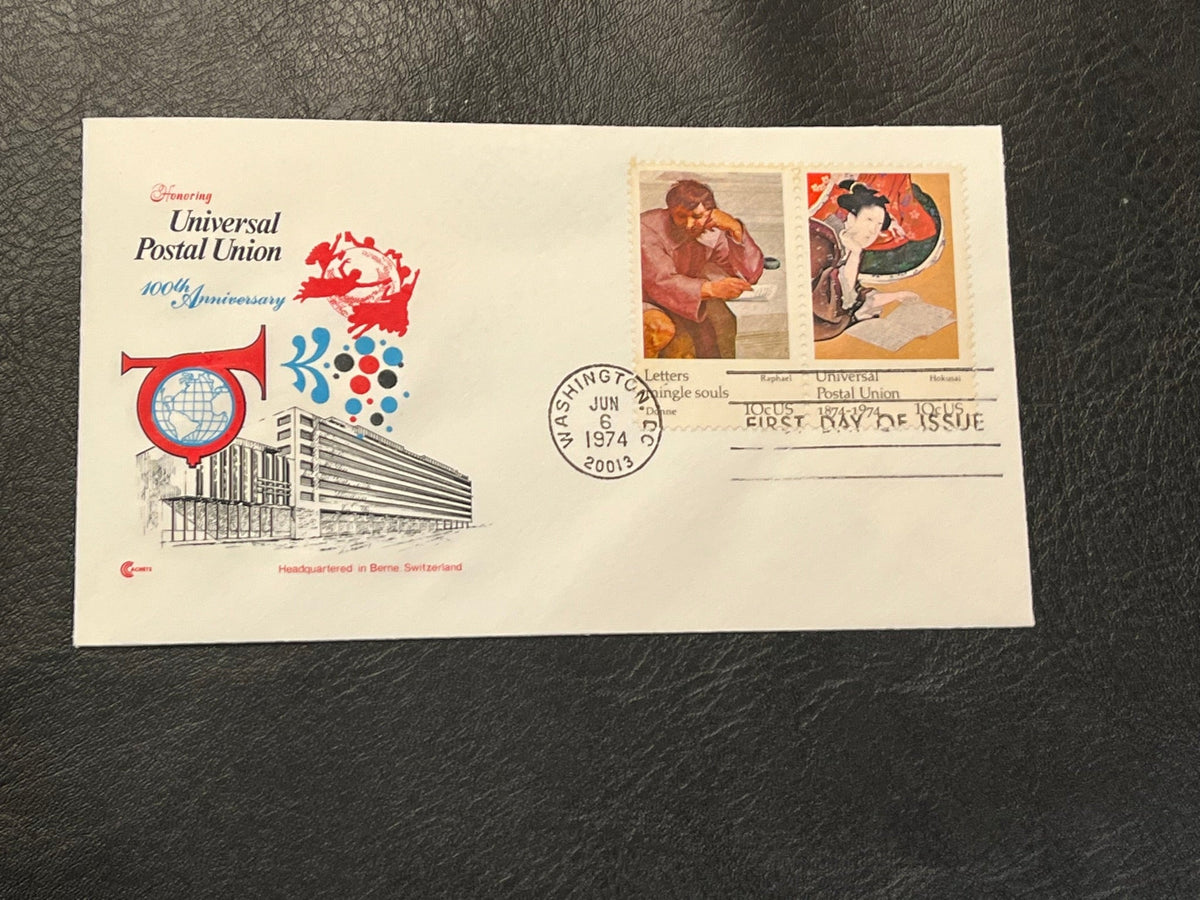 Honoring
Universal
Postal Union
100th
Anniversary
Headquartered in Berne, Switzerland
WASHINGTON, DC
JUN
6
1974
20013
Letters
mingle souls
Donne
Raphael
10cUS
Universal
Postal Union
1874-1974
Hokusai
10cUS
FIRST DAY OF ISSUE